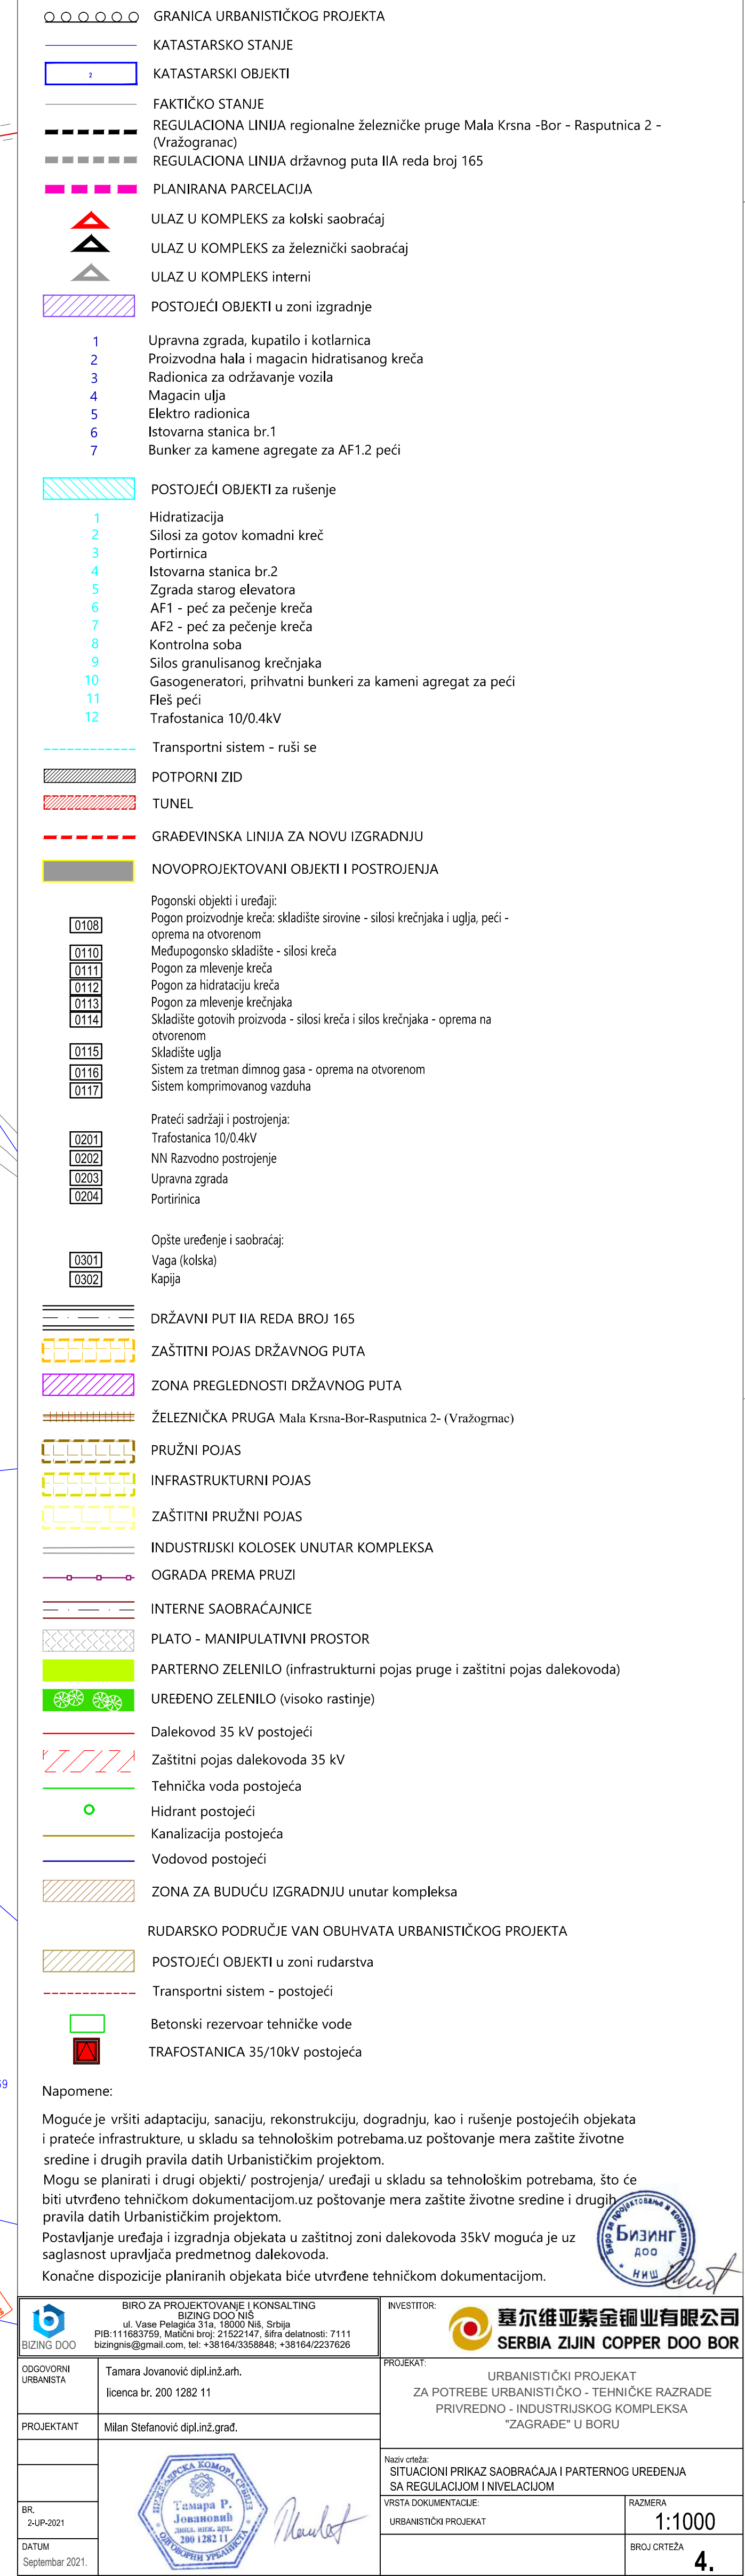 GRANICA URBANISTIČKOG PROJEKTA
KATASTARSKO STANJE
2 KATASTARSKI OBJEKTI
FAKTIČKO STANJE
REGULACIONA LINIJA regionalne železničke pruge Mala Krsna -Bor - Rasputnica 2 -
(Vražogranac)
REGULACIONA LINIJA državnog puta IIA reda broj 165
PLANIRANA PARCELACIJA
ULAZ U KOMPLEKS za kolski saobraćaj
ULAZ U KOMPLEKS za železnički saobraćaj
ULAZ U KOMPLEKS interni
POSTOJEĆI OBJEKTI u zoni izgradnje
1 Upravna zgrada, kupatilo i kotlarnica
2 Proizvodna hala i magacin hidratisanog kreča
3 Radionica za održavanje vozila
4 Magacin ulja
5 Elektro radionica
6 Istovarna stanica br.1
7 Bunker za kamene agregate za AF1.2 peći
POSTOJEĆI OBJEKTI za rušenje
1 Hidratizacija
2 Silosi za gotov komadni kreč
3 Portirnica
4 Istovarna stanica br.2
5 Zgrada starog elevatora
6 AF1 - peć za pečenje kreča
7 AF2 - peć za pečenje kreča
8 Kontrolna soba
9 Silos granulisanog krečnjaka
10 Gasogeneratori, prihvatni bunkeri za kameni agregat za peći
11 Fleš peći
12 Trafostanica 10/0.4kV
Transportni sistem - ruši se
POTPORNI ZID
TUNEL
GRAĐEVINSKA LINIJA ZA NOVU IZGRADNJU
NOVOPROJEKTOVANI OBJEKTI I POSTROJENJA
Pogonski objekti i uređaji:
0108 Pogon proizvodnje kreča: skladište sirovine - silosi krečnjaka i uglja, peći -
oprema na otvorenom
0110 Međupogonsko skladište - silosi kreča
0111 Pogon za mlevenje kreča
0112 Pogon za hidrataciju kreča
0113 Pogon za mlevenje krečnjaka
0114 Skladište gotovih proizvoda - silosi kreča i silos krečnjaka - oprema na
otvorenom
0115 Skladište uglja
0116 Sistem za tretman dimnog gasa - oprema na otvorenom
0117 Sistem komprimovanog vazduha
Prateći sadržaji i postrojenja:
0201 Trafostanica 10/0.4kV
0202 NN Razvodno postrojenje
0203 Upravna zgrada
0204 Portirinica
Opšte uređenje i saobraćaj:
0301 Vaga (kolska)
0302 Kapija
DRŽAVNI PUT IIA REDA BROJ 165
ZAŠTITNI POJAS DRŽAVNOG PUTA
ZONA PREGLEDNOSTI DRŽAVNOG PUTA
ŽELEZNIČKA PRUGA Mala Krsna-Bor-Rasputnica 2- (Vražogrnac)
PRUŽNI POJAS
INFRASTRUKTURNI POJAS
ZAŠTITNI PRUŽNI POJAS
INDUSTRIJSKI KOLOSEK UNUTAR KOMPLEKSA
OGRADA PREMA PRUZI
INTERNE SAOBRAĆAJNICE
PLATO - MANIPULATIVNI PROSTOR
PARTERNO ZELENILO (infrastrukturni pojas pruge i zaštitni pojas dalekovoda)
UREĐENO ZELENILO (visoko rastinje)
Dalekovod 35 kV postojeći
Zaštitni pojas dalekovoda 35 kV
Tehnička voda postojeća
Hidrant postojeći
Kanalizacija postojeća
Vodovod postojeći
ZONA ZA BUDUĆU IZGRADNJU unutar kompleksa
RUDARSKO PODRUČJE VAN OBUHVATA URBANISTIČKOG PROJEKTA
POSTOJEĆI OBJEKTI u zoni rudarstva
Transportni sistem - postojeći
Betonski rezervoar tehničke vode
TRAFOSTANICA 35/10kV postojeća
Napomene:
Moguće je vršiti adaptaciju, sanaciju, rekonstrukciju, dogradnju, kao i rušenje postojećih objekata
i prateće infrastrukture, u skladu sa tehnološkim potrebama.uz poštovanje mera zaštite životne
sredine i drugih pravila datih Urbanističkim projektom.
Mogu se planirati i drugi objekti/ postrojenja/ uređaji u skladu sa tehnološkim potrebama, što će
biti utvrđeno tehničkom dokumentacijom.uz poštovanje mera zaštite životne sredine i drugih
pravila datih Urbanističkim projektom.
Postavljanje uređaja i izgradnja objekata u zaštitnoj zoni dalekovoda 35kV moguća je uz
saglasnost upravljača predmetnog dalekovoda.
Konačne dispozicije planiranih objekata biće utvrđene tehničkom dokumentacijom.
Бизинг
ДОО
НИШ
BIZING DOO
BIRO ZA PROJEKTOVANjE I KONSALTING
BIZING DOO NIŠ
ul. Vase Pelagića 31a, 18000 Niš, Srbija
PIB:111683759, Matični broj: 21522147, šifra delatnosti: 7111
bizingnis@gmail.com, tel: +38164/3358848; +38164/2237626
INVESTITOR:
塞尔维亚紫金铜业有限公司
SERBIA ZIJIN COPPER DOO BOR
ODGOVORNI
URBANISTA
Tamara Jovanović dipl.inž.arh.
licenca br. 200 1282 11
PROJEKTANT
Milan Stefanović dipl.inž.građ.
PROJEKAT:
URBANISTIČKI PROJEKAT
ZA POTREBE URBANISTIČKO - TEHNIČKE RAZRADE
PRIVREDNO - INDUSTRIJSKOG KOMPLEKSA
"ZAGRAĐE" U BORU
Naziv crteža:
SITUACIONI PRIKAZ SAOBRAĆAJA I PARTERNOG UREĐENJA
SA REGULACIJOM I NIVELACIJOM
VRSTA DOKUMENTACIJE:
URBANISTIČKI PROJEKAT
RAZMERA
1:1000
BROJ CRTEŽA
4.
BR.
2-UP-2021
DATUM
Septembar 2021.
ИНЖЕЊЕРСКА КОМОРА СРБИЈЕ
Тамара Р.
Јовановић
дипл. инж. арх.
200 1282 11
ОДГОВОРНИ УРБАНИСТА